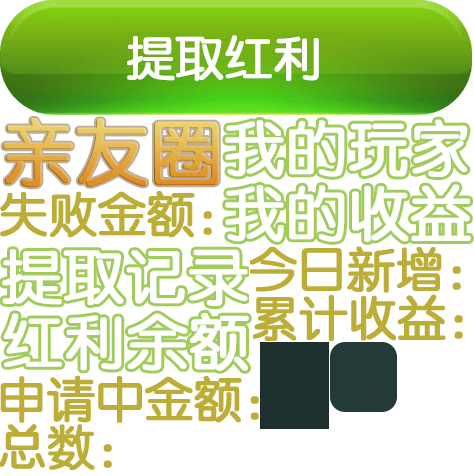 提取红利
亲友圈
我的玩家
失败金额:
我的收益
提取记录
今日新增:
红利余额
累计收益:
申请中金额:
总数: